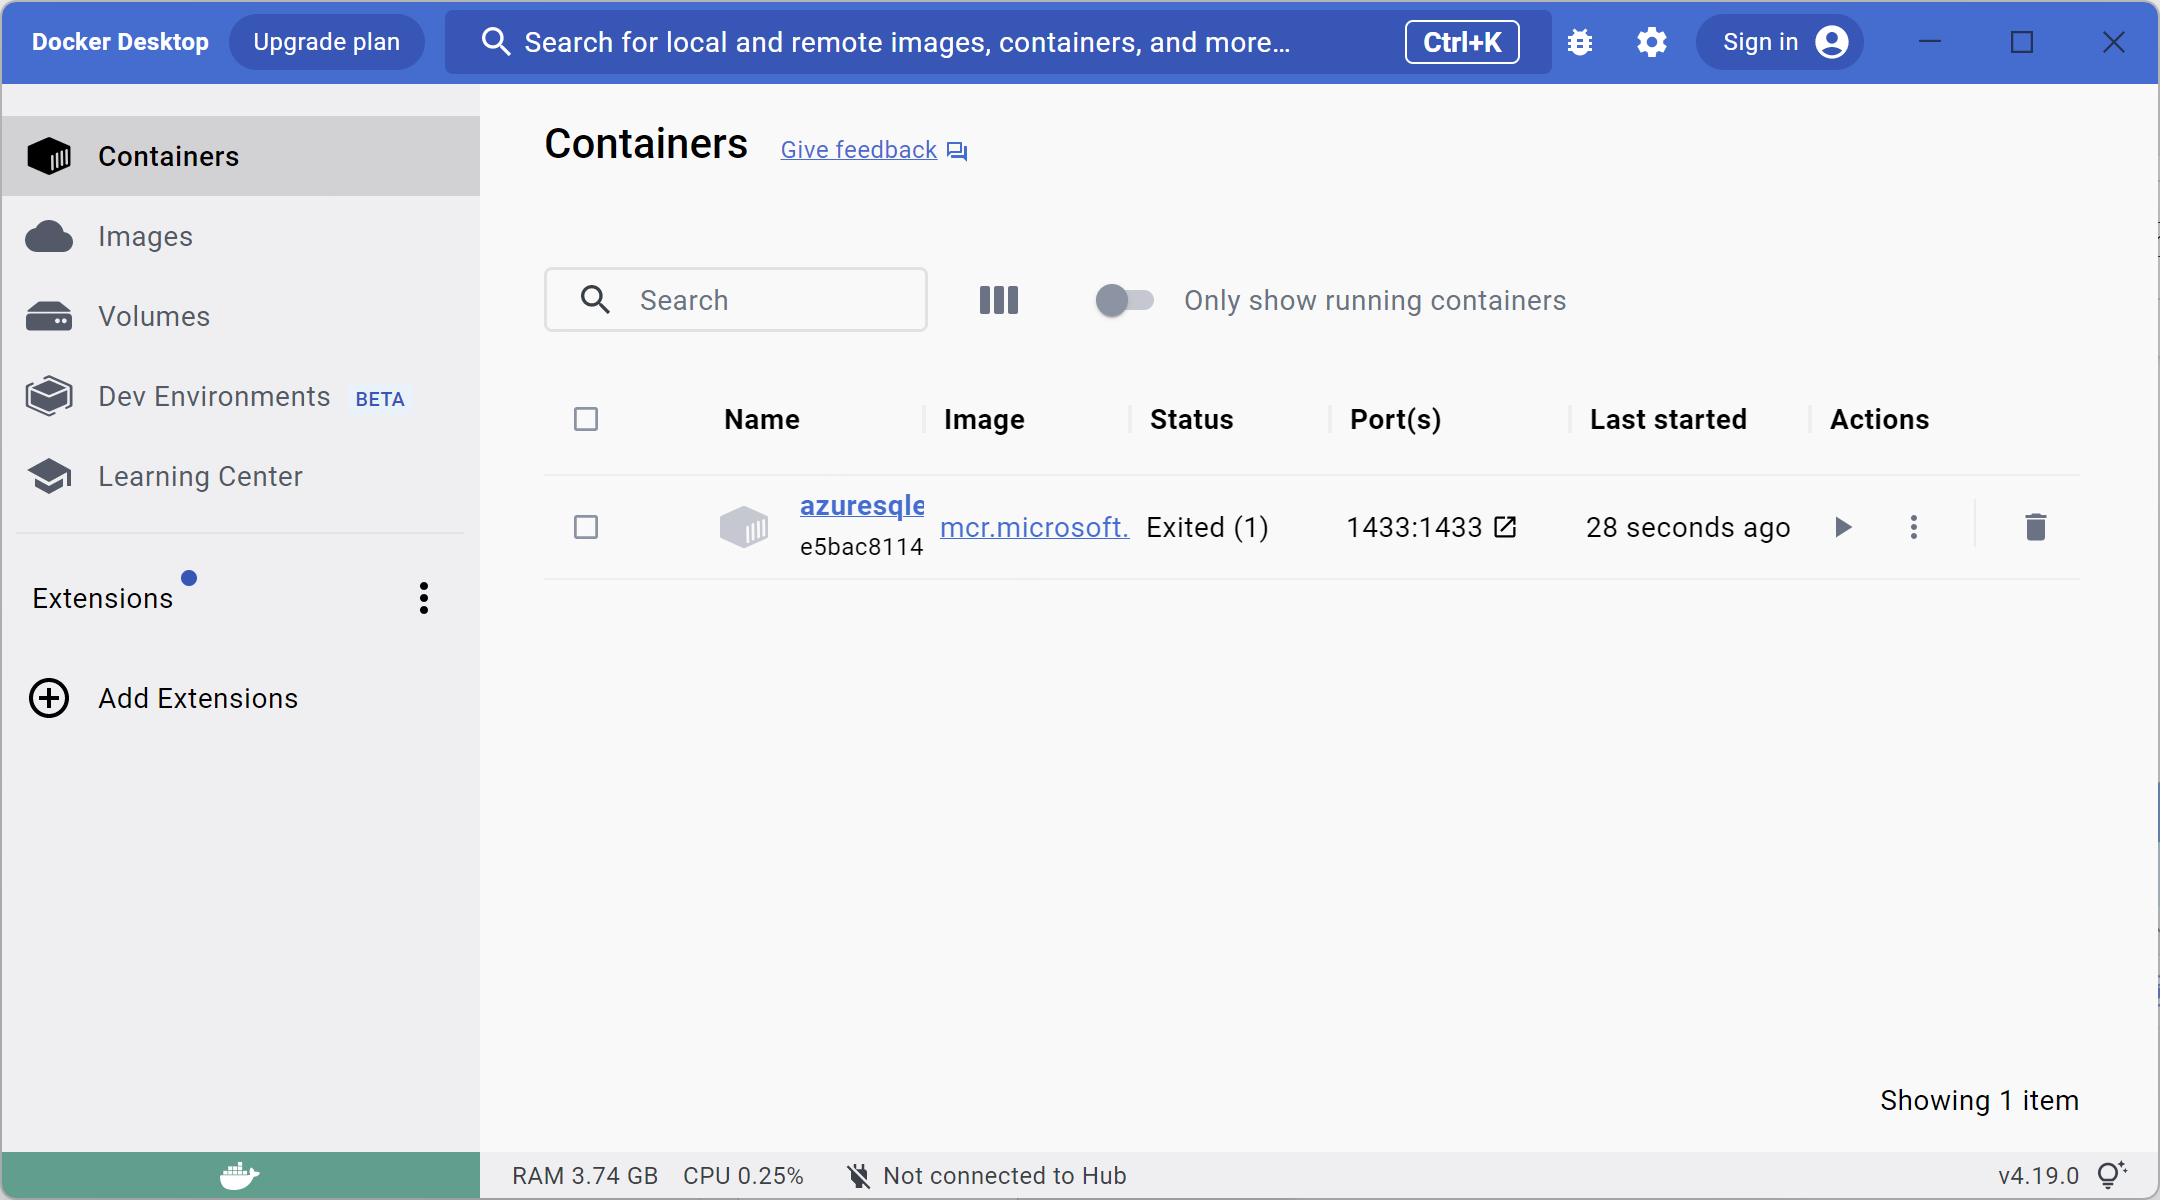 Docker Desktop Upgrade plan Search for local and remote images, containers, and more... Ctrl+K Sign in
Containers
Images
Volumes
Dev Environments BETA
Learning Center
Extensions
Add Extensions
Containers Give feedback
Search Only show running containers
Name Image Status Port(s) Last started Actions
azuresqle mcr.microsoft. Exited (1) 1433:1433 28 seconds ago
e5bac8114
Showing 1 item
RAM 3.74 GB CPU 0.25% Not connected to Hub v4.19.0